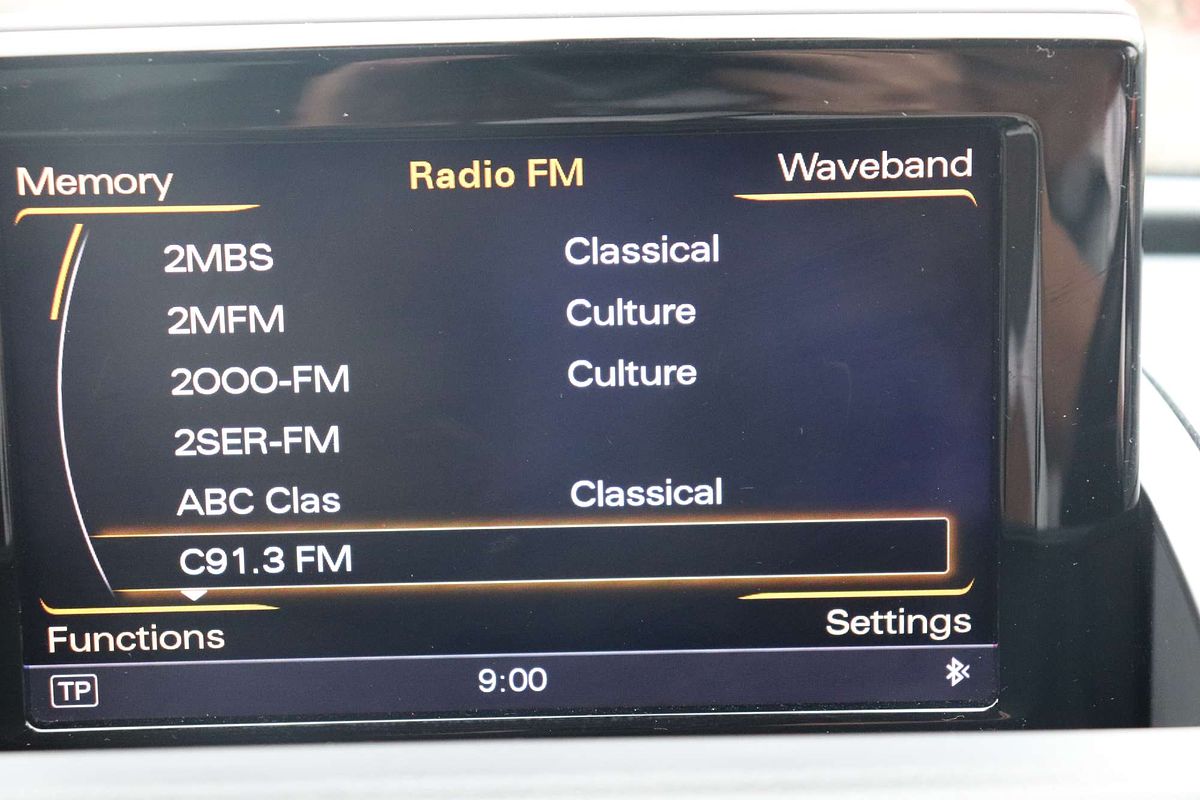 Memory Radio FM Waveband
2MBS Classical
2MFM Culture
2000-FM Culture
2SER-FM
ABC Clas Classical
C91.3 FM
Functions Settings
TP 9:00